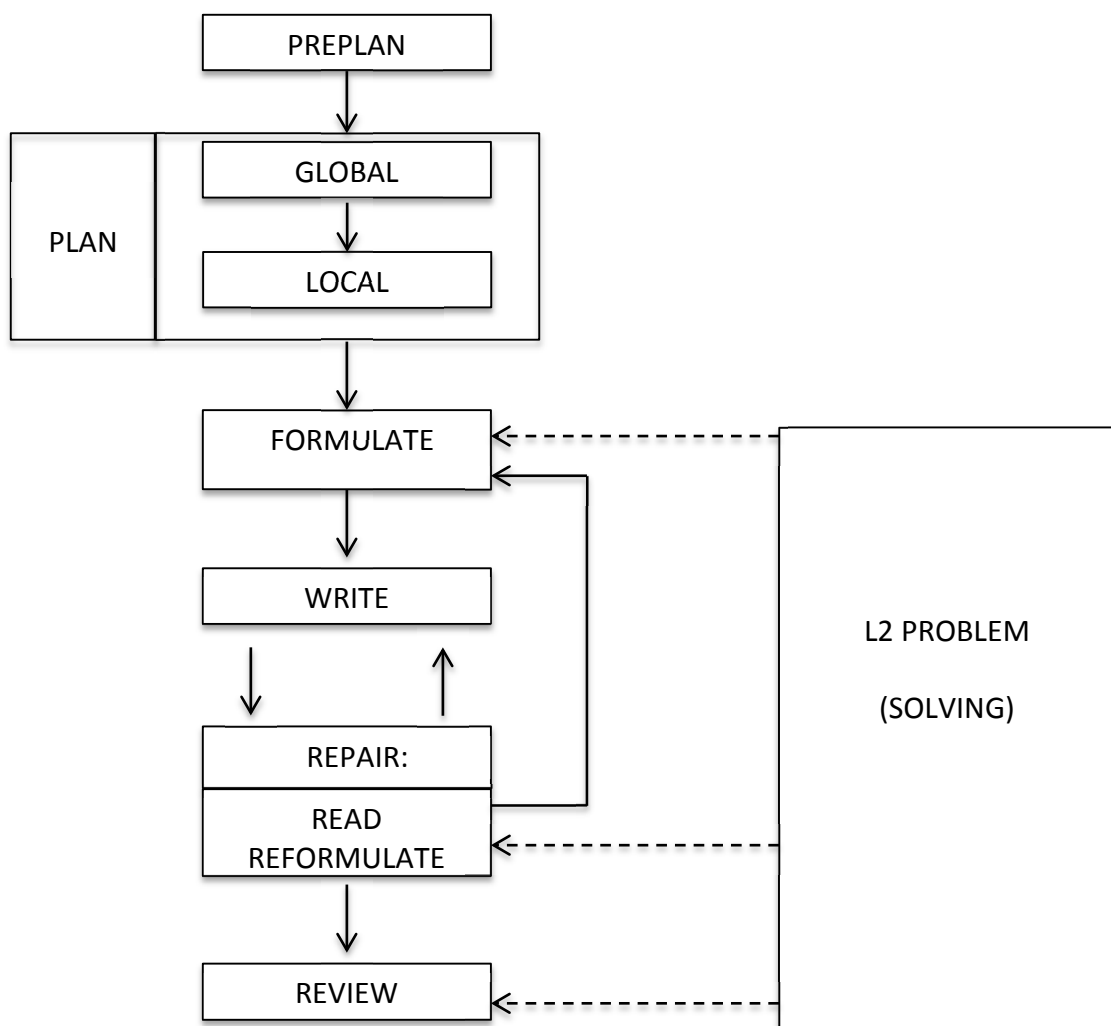 PREPLAN
GLOBAL
PLAN
LOCAL
FORMULATE
WRITE
L2 PROBLEM
(SOLVING)
REPAIR:
READ
REFORMULATE
REVIEW